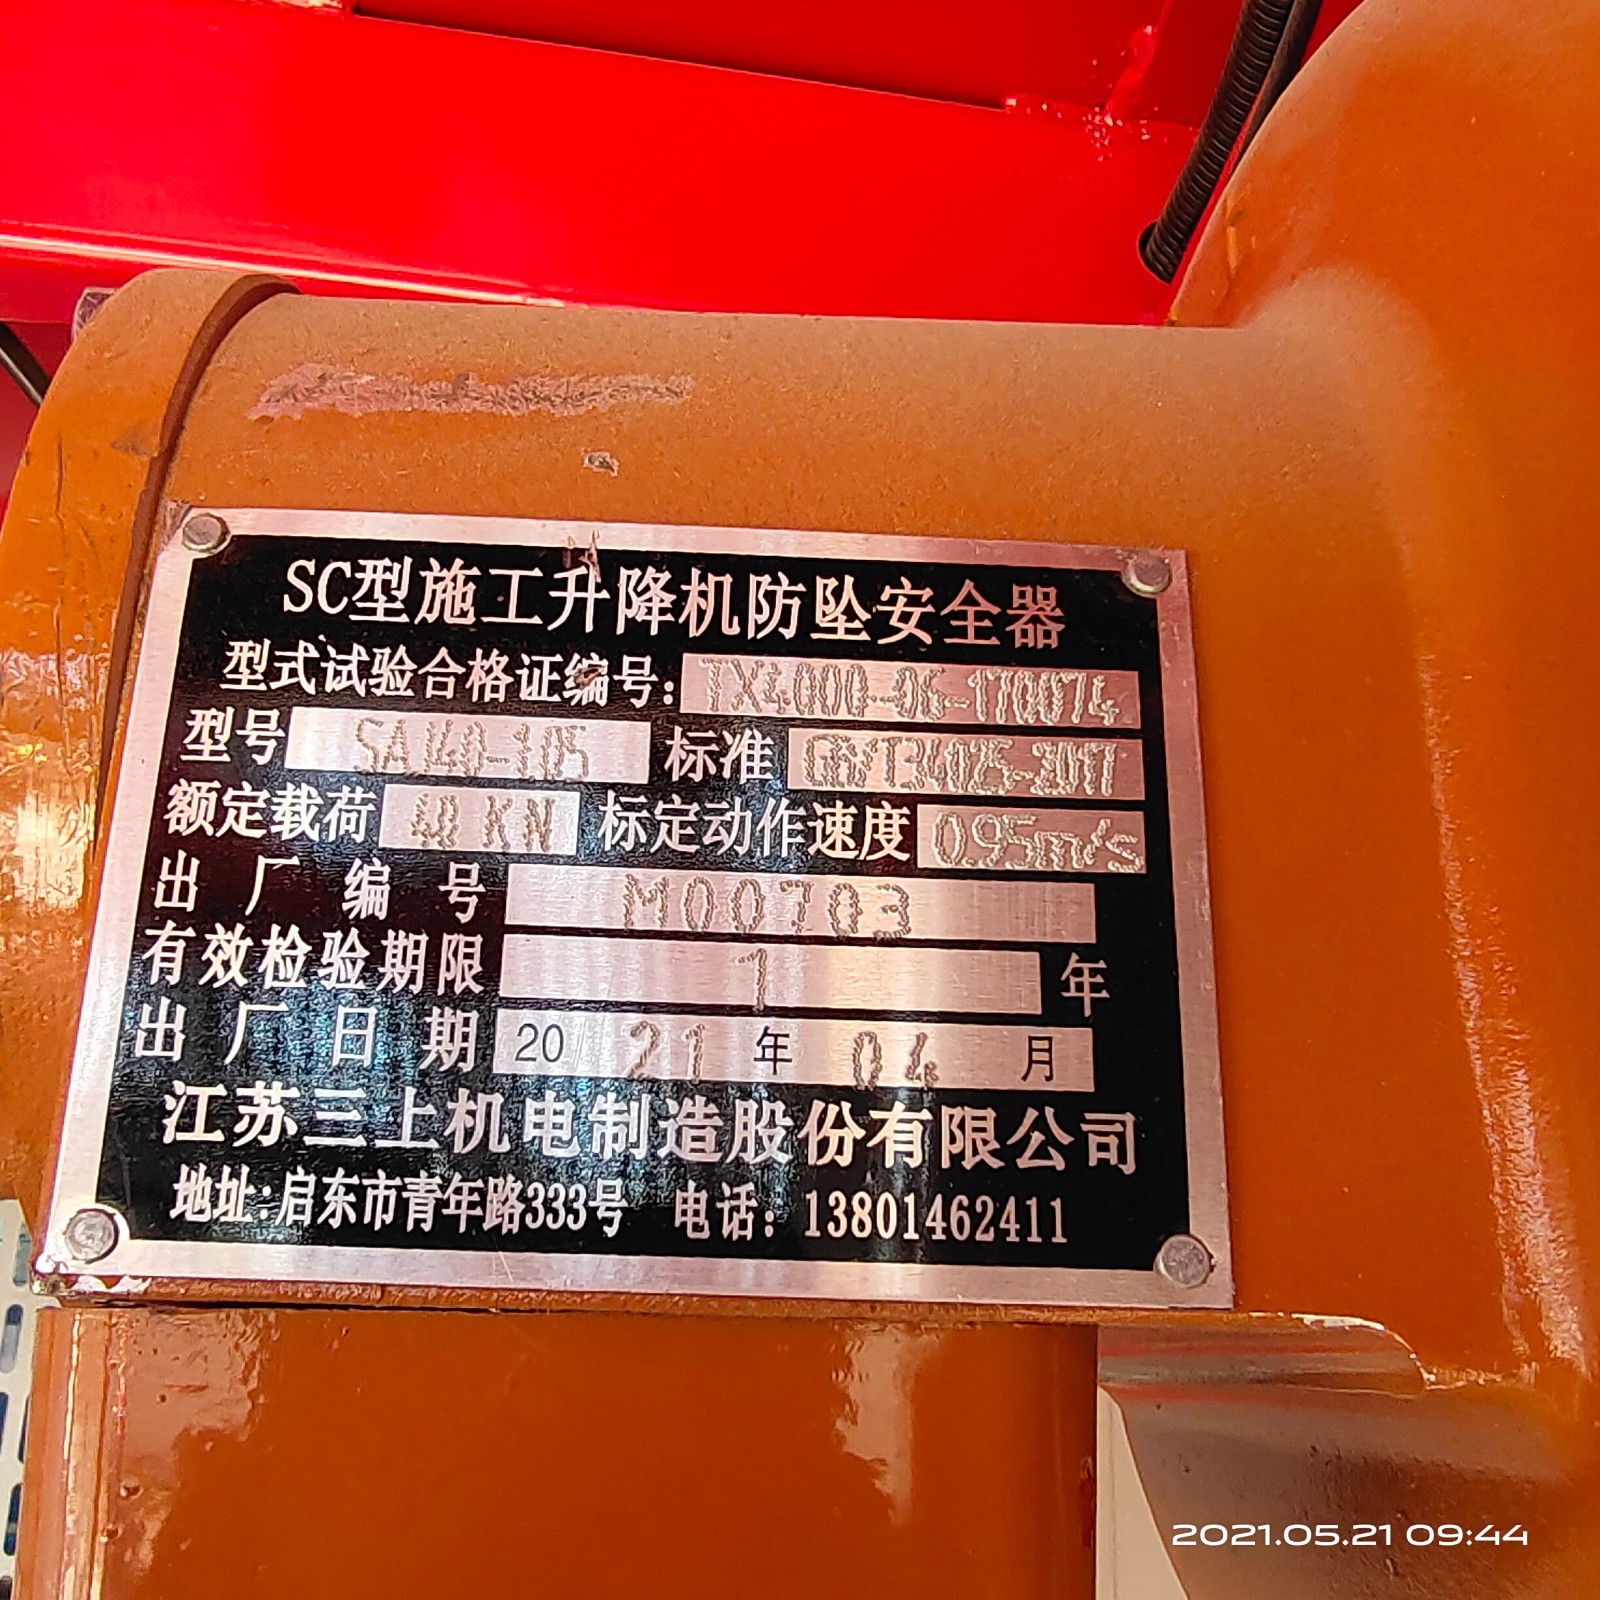 SC型施工升降机防坠安全器
型式试验合格证编号: TX4000-06-170074
型号 SAJ40-1.05 标准 GB/T34025-2017
额定载荷 40 KN 标定动作速度 0.95m/s
出厂编号 M00703
有效检验期限 1 年
出厂日期 20 21 年 04 月
江苏三上机电制造股份有限公司
地址:启东市青年路333号 电话: 13801462411
2021.05.21 09:44